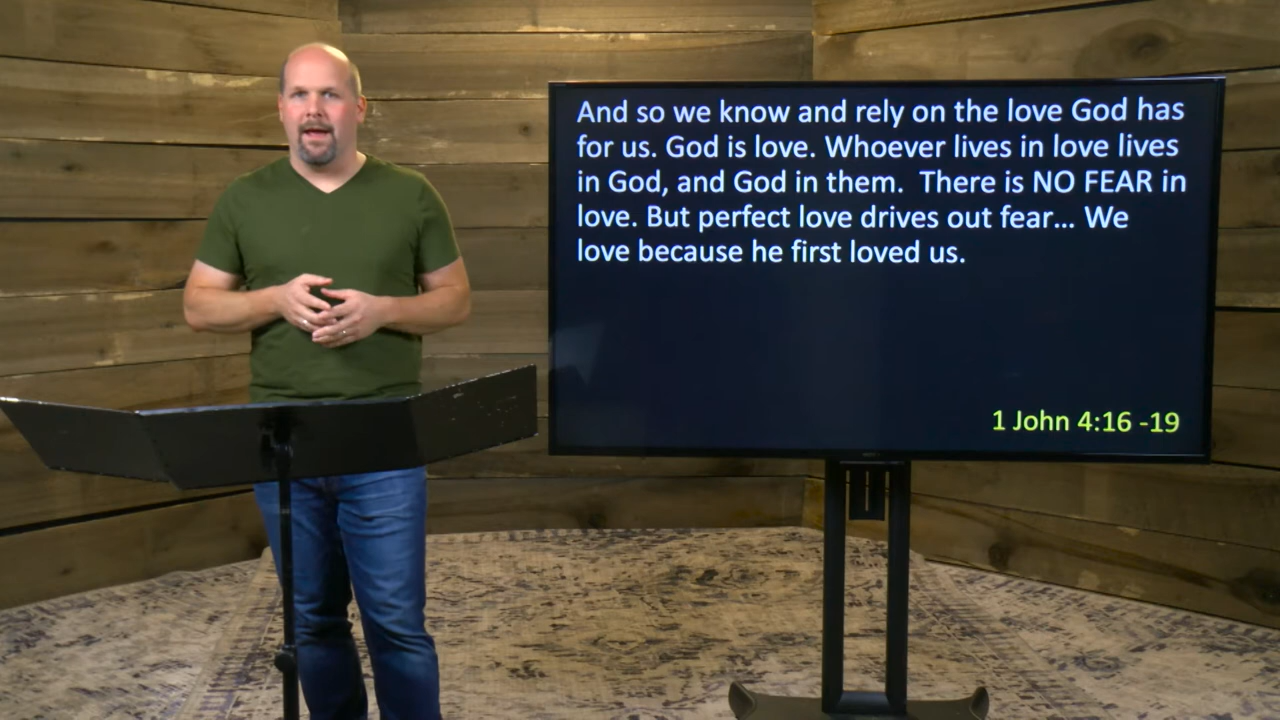 And so we know and rely on the love God has
for us. God is love. Whoever lives in love lives
in God, and God in them.  There is NO FEAR in
love. But perfect love drives out fear... We
love because he first loved us.
1 John 4:16 -19